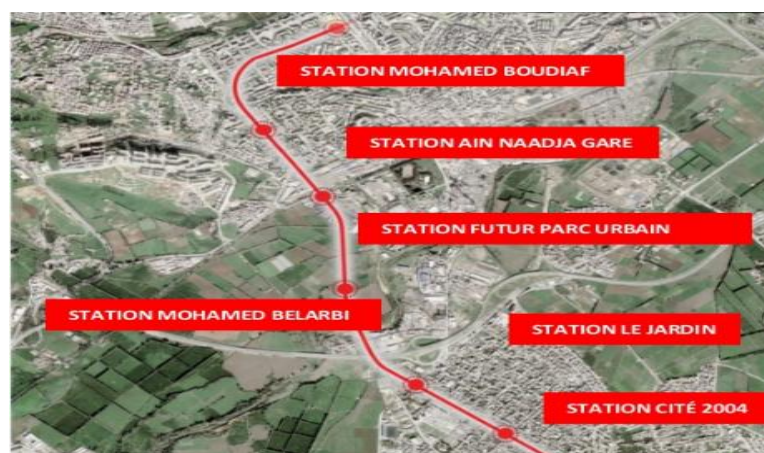 STATION MOHAMED BOUDIAF
STATION AIN NAADJA GARE
STATION FUTUR PARC URBAIN
STATION MOHAMED BELARBI
STATION LE JARDIN
STATION CITÉ 2004